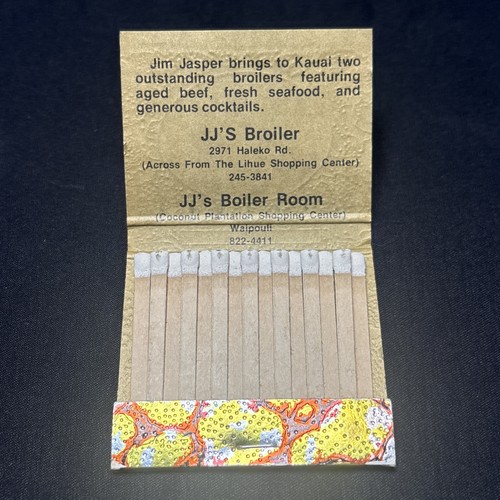 Jim Jasper brings to Kauai two
outstanding broilers featuring
aged beef, fresh seafood, and
generous cocktails.
JJ'S Broiler
2971 Haleko Rd.
(Across From The Lihue Shopping Center)
245-3841
JJ's Boiler Room
(Coconut Plantation Shopping Center)
Waipouli
822-4411